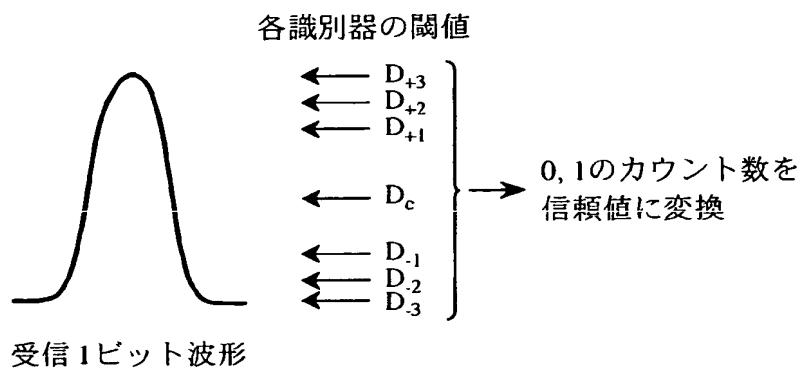 各識別器の閾値
D+3
D+2
D+1
Dc
D-1
D-2
D-3
0, 1のカウント数を
信頼値に変換
受信1ビット波形